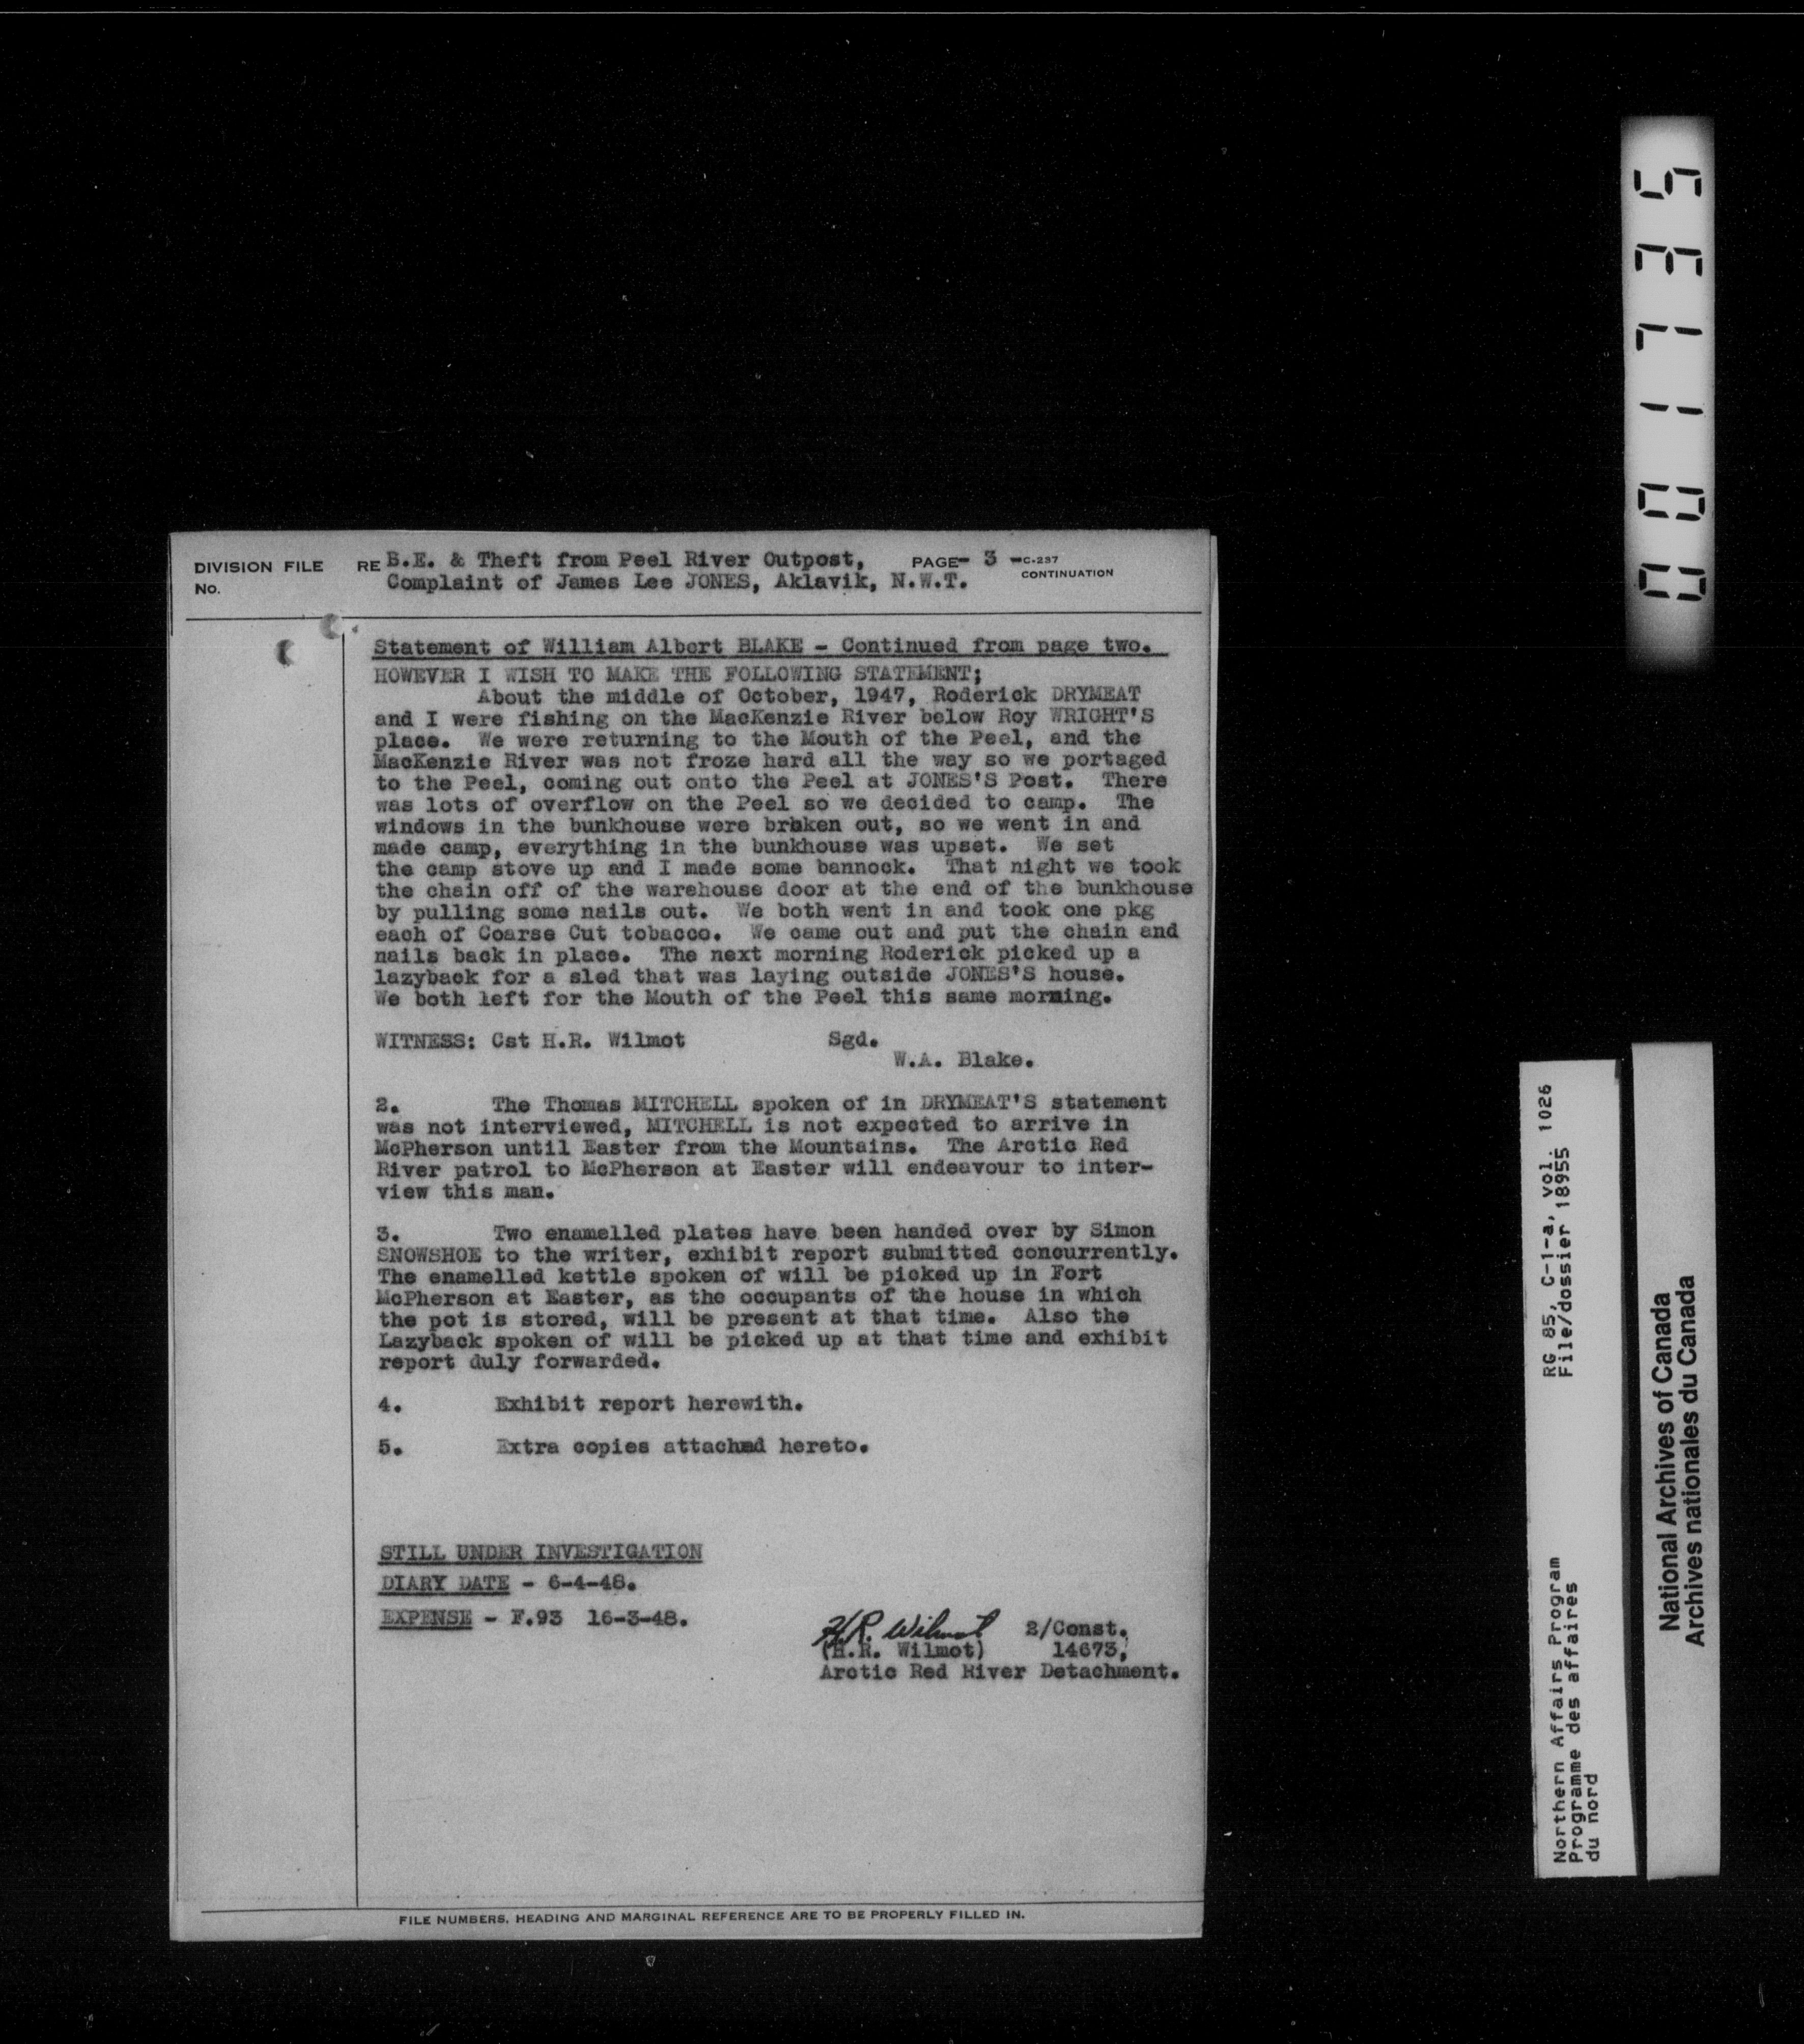 DIVISION FILE No.
RE B.E. & Theft from Peel River Outpost,
Complaint of James Lee JONES, Aklavik, N.W.T.
PAGE- 3 -C-237
CONTINUATION
Statement of William Albert BLAKE - Continued from page two.
HOWEVER I WISH TO MAKE THE FOLLOWING STATEMENT;
About the middle of October, 1947, Roderick DRYMEAT
and I were fishing on the MacKenzie River below Roy WRIGHT'S
place. We were returning to the Mouth of the Peel, and the
MacKenzie River was not froze hard all the way so we portaged
to the Peel, coming out onto the Peel at JONES'S Post. There
was lots of overflow on the Peel so we decided to camp. The
windows in the bunkhouse were broken out, so we went in and
made camp, everything in the bunkhouse was upset. We set
the camp stove up and I made some bannock. That night we took
the chain off of the warehouse door at the end of the bunkhouse
by pulling some nails out. We both went in and took one pkg
each of Coarse Cut tobacco. We came out and put the chain and
nails back in place. The next morning Roderick picked up a
lazyback for a sled that was laying outside JONES'S house.
We both left for the Mouth of the Peel this same morning.
WITNESS: Cst H.R. Wilmot Sgd.
W.A. Blake.
2. The Thomas MITCHELL spoken of in DRYMEAT'S statement
was not interviewed, MITCHELL is not expected to arrive in
McPherson until Easter from the Mountains. The Arctic Red
River patrol to McPherson at Easter will endeavour to inter-
view this man.
3. Two enamelled plates have been handed over by Simon
SNOWSHOE to the writer, exhibit report submitted concurrently.
The enamelled kettle spoken of will be picked up in Fort
McPherson at Easter, as the occupants of the house in which
the pot is stored, will be present at that time. Also the
Lazyback spoken of will be picked up at that time and exhibit
report duly forwarded.
4. Exhibit report herewith.
5. Extra copies attached hereto.
STILL UNDER INVESTIGATION
DIARY DATE - 6-4-48.
EXPENSE - F.93 16-3-48.
H.R. Wilmot 2/Const.
(H.R. Wilmot) 14673,
Arctic Red River Detachment.
FILE NUMBERS, HEADING AND MARGINAL REFERENCE ARE TO BE PROPERLY FILLED IN.
001735
RG 85, C-1-a, vol. 1026
File/dossier 18955
Northern Affairs Program
Programme des affaires
du nord
National Archives of Canada
Archives nationales du Canada